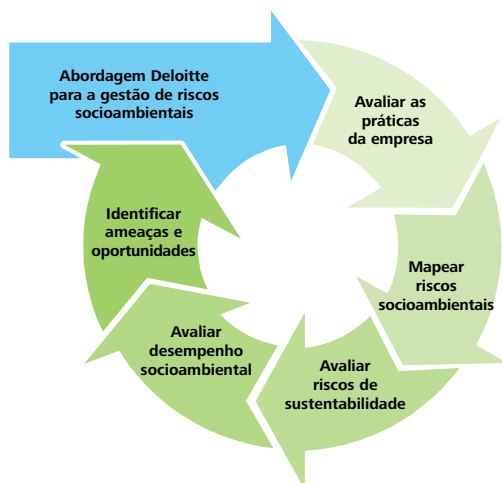 Abordagem Deloitte
para a gestão de riscos
socioambientais
Avaliar as
práticas
da empresa
Mapear
riscos
socioambientais
Avaliar
riscos de
sustentabilidade
Avaliar
desempenho
socioambiental
Identificar
ameaças e
oportunidades